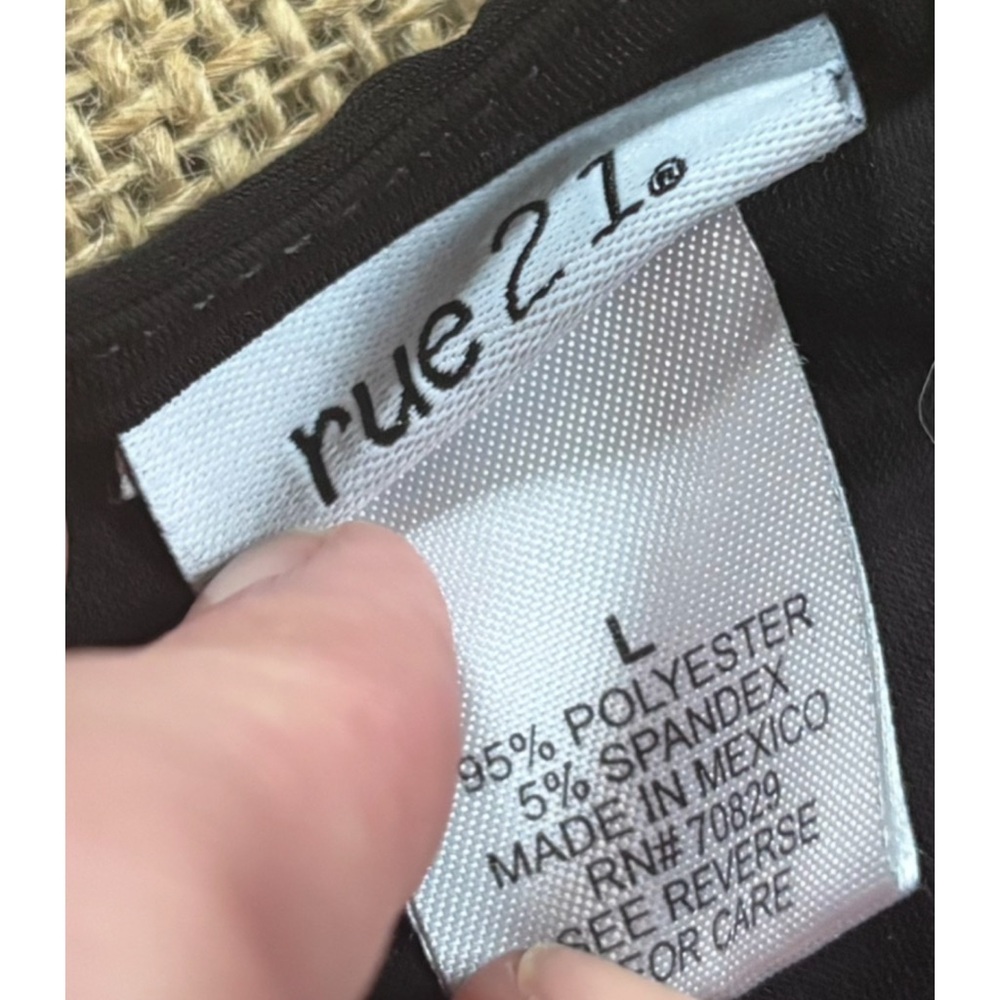 rue21®
L
95% POLYESTER
5% SPANDEX
MADE IN MEXICO
RN# 70829
SEE REVERSE
FOR CARE